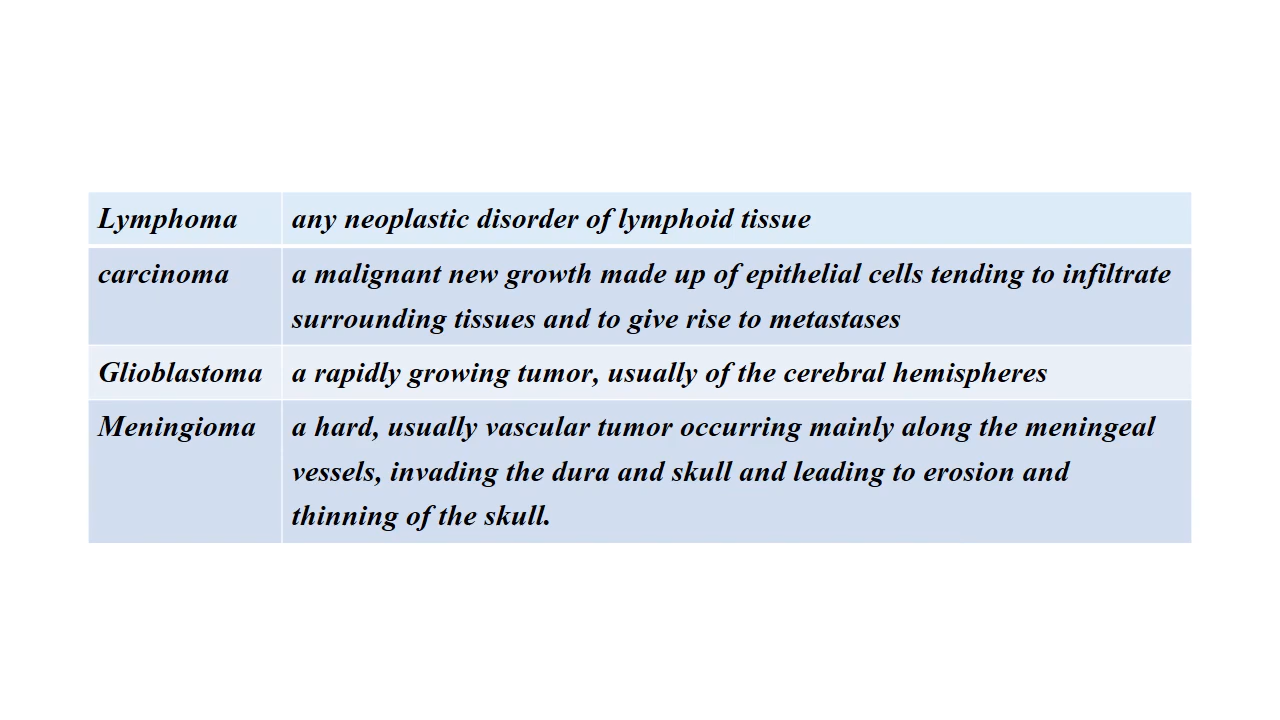 Lymphoma any neoplastic disorder of lymphoid tissue
carcinoma a malignant new growth made up of epithelial cells tending to infiltrate
surrounding tissues and to give rise to metastases
Glioblastoma a rapidly growing tumor, usually of the cerebral hemispheres
Meningioma a hard, usually vascular tumor occurring mainly along the meningeal
vessels, invading the dura and skull and leading to erosion and
thinning of the skull.